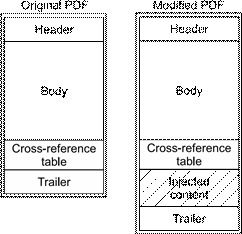 Original PDF
Header
Body
Cross-reference
table
Trailer
Modified PDF
Header
Body
Cross-reference
table
Injected
content
Trailer